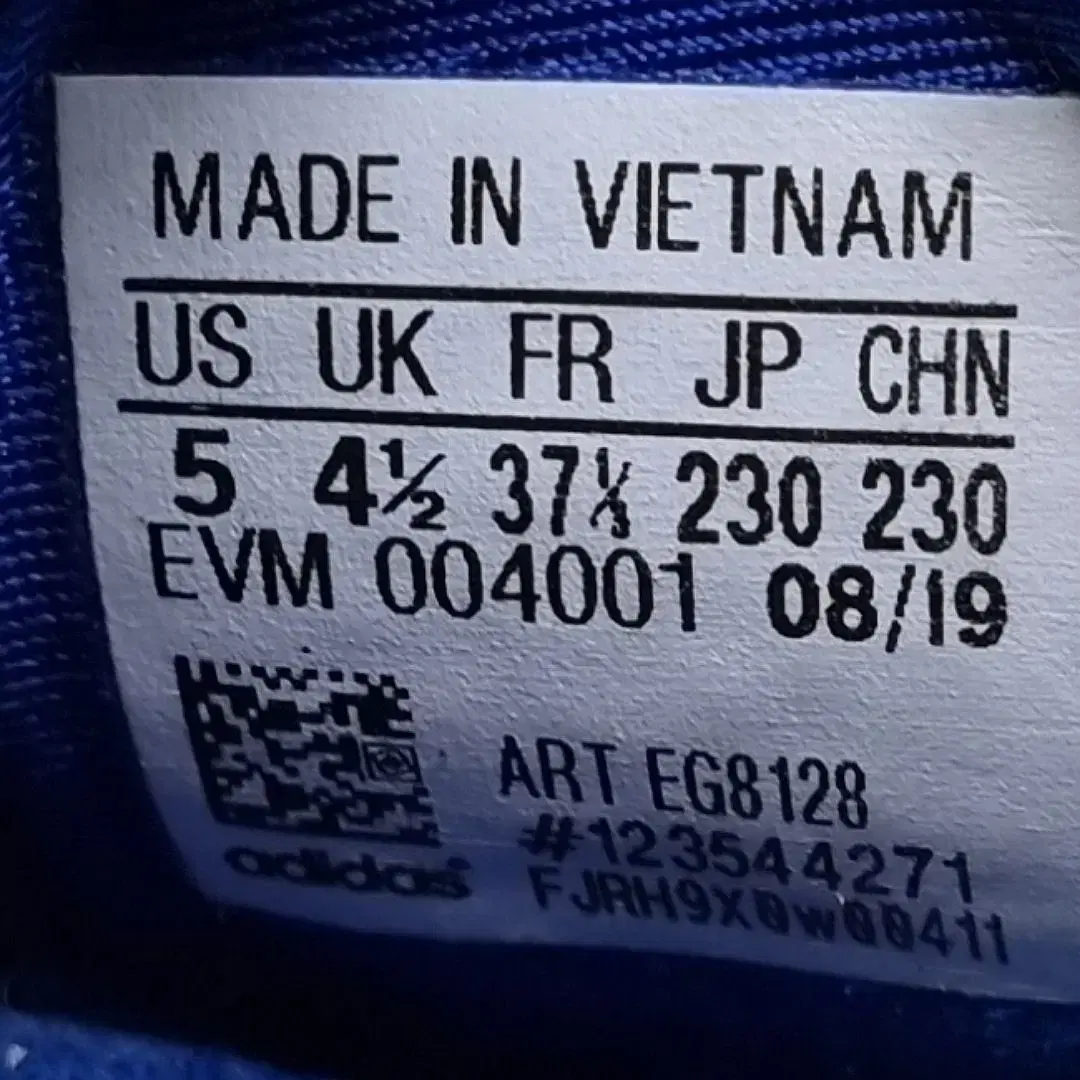 MADE IN VIETNAM
US UK FR JP CHN
5 4½ 37⅓ 230 230
EVM 004001 08/19
ART EG8128
#123544271
adidas
FJRH9X0W00411